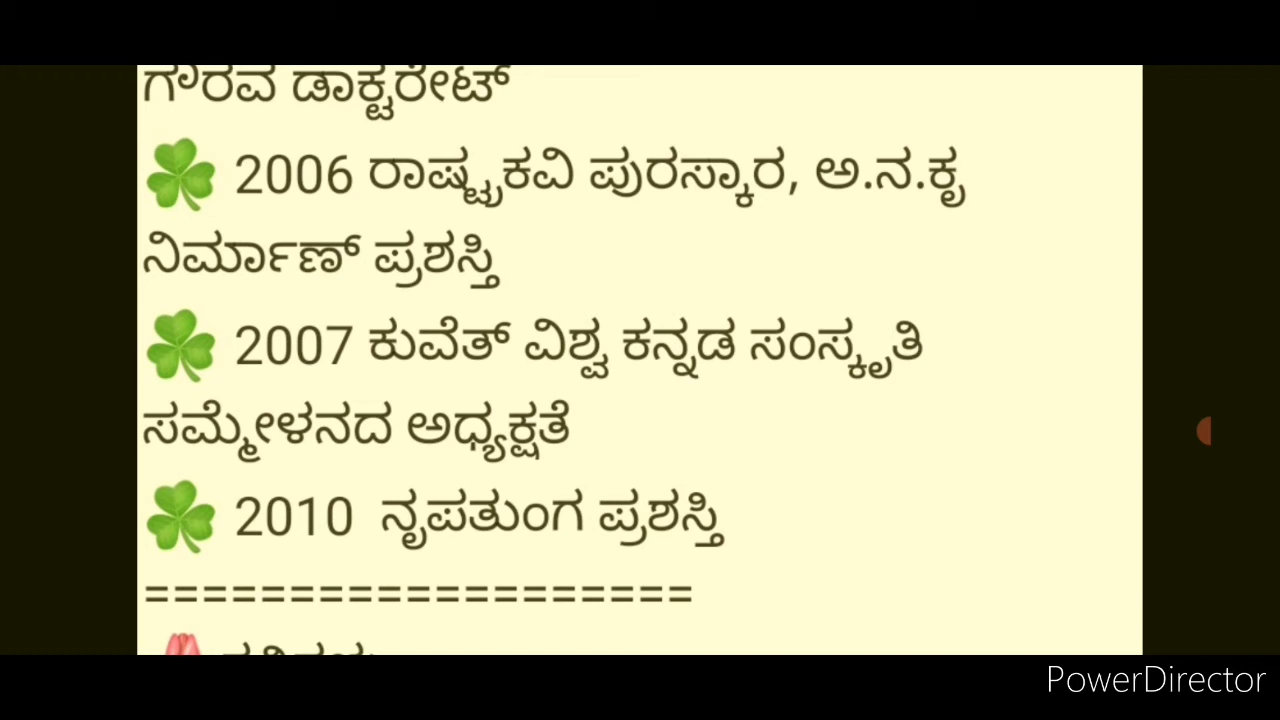 ಗೌರವ ಡಾಕ್ಟರೇಟ್
☘️ 2006 ರಾಷ್ಟ್ರಕವಿ ಪುರಸ್ಕಾರ, ಅ.ನ.ಕೃ
ನಿರ್ಮಾಣ್ ಪ್ರಶಸ್ತಿ
☘️ 2007 ಕುವೆತ್ ವಿಶ್ವ ಕನ್ನಡ ಸಂಸ್ಕೃತಿ
ಸಮ್ಮೇಳನದ ಅಧ್ಯಕ್ಷತೆ
☘️ 2010 ನೃಪತುಂಗ ಪ್ರಶಸ್ತಿ
===================
PowerDirector